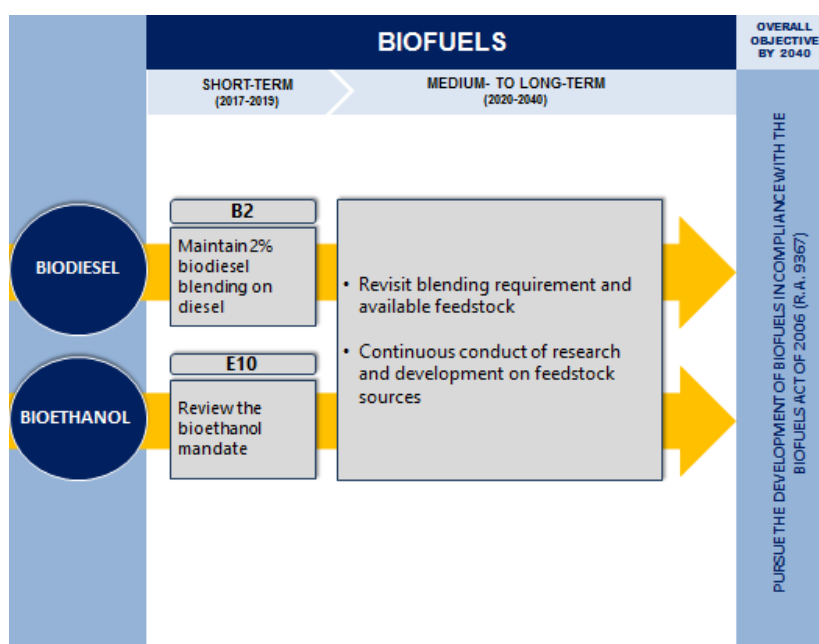 BIOFUELS
OVERALL
OBJECTIVE
BY 2040
SHORT-TERM
(2017-2019)
MEDIUM- TO LONG-TERM
(2020-2040)
BIODIESEL
B2
Maintain 2%
biodiesel
blending on
diesel
BIOETHANOL
E10
Review the
bioethanol
mandate
• Revisit blending requirement and
available feedstock
• Continuous conduct of research
and development on feedstock
sources
PURSUE THE DEVELOPMENT OF BIOFUELS IN COMPLIANCE WITH THE
BIOFUELS ACT OF 2006 (R.A. 9367)